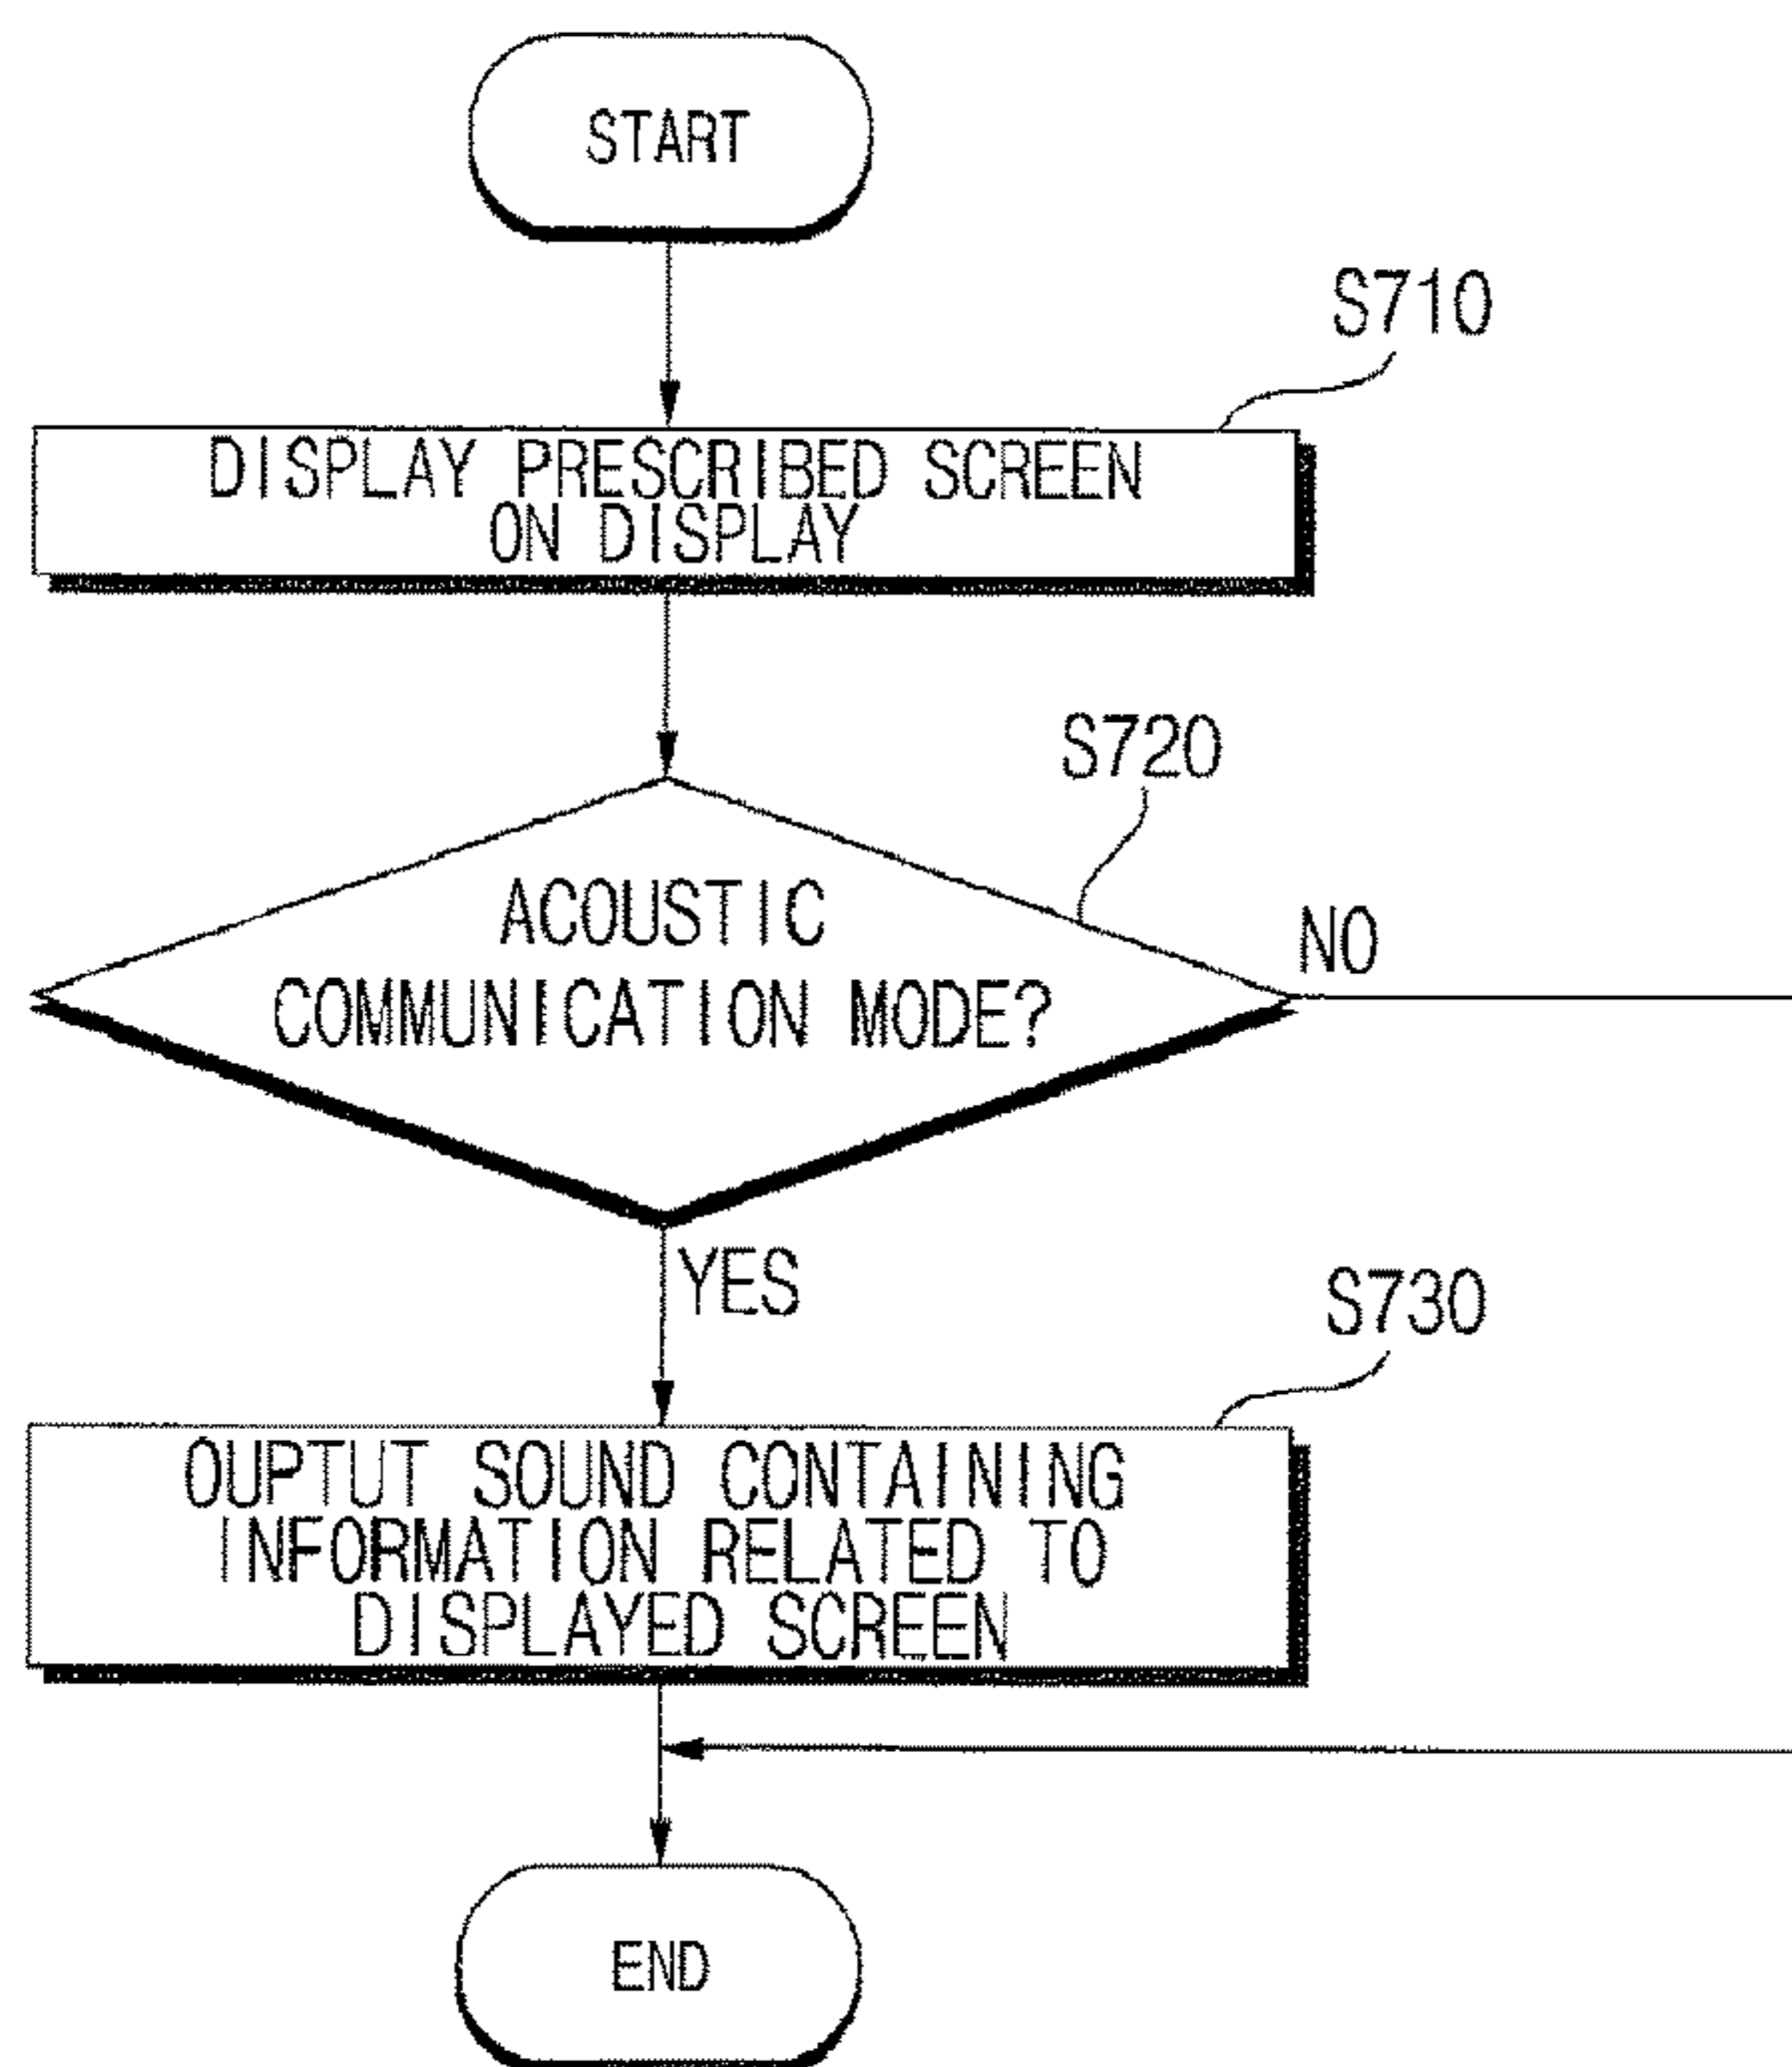 START
S710
DISPLAY PRESCRIBED SCREEN
ON DISPLAY
S720
ACOUSTIC
COMMUNICATION MODE?
NO
YES
S730
OUPTUT SOUND CONTAINING
INFORMATION RELATED TO
DISPLAYED SCREEN
END